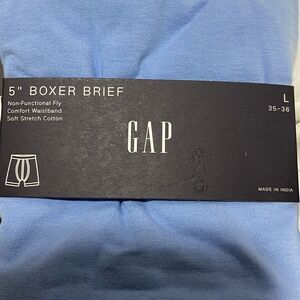 5" BOXER BRIEF
Non-Functional Fly
Comfort Waistband
Soft Stretch Cotton
L
35-36
GAP
MADE IN INDIA